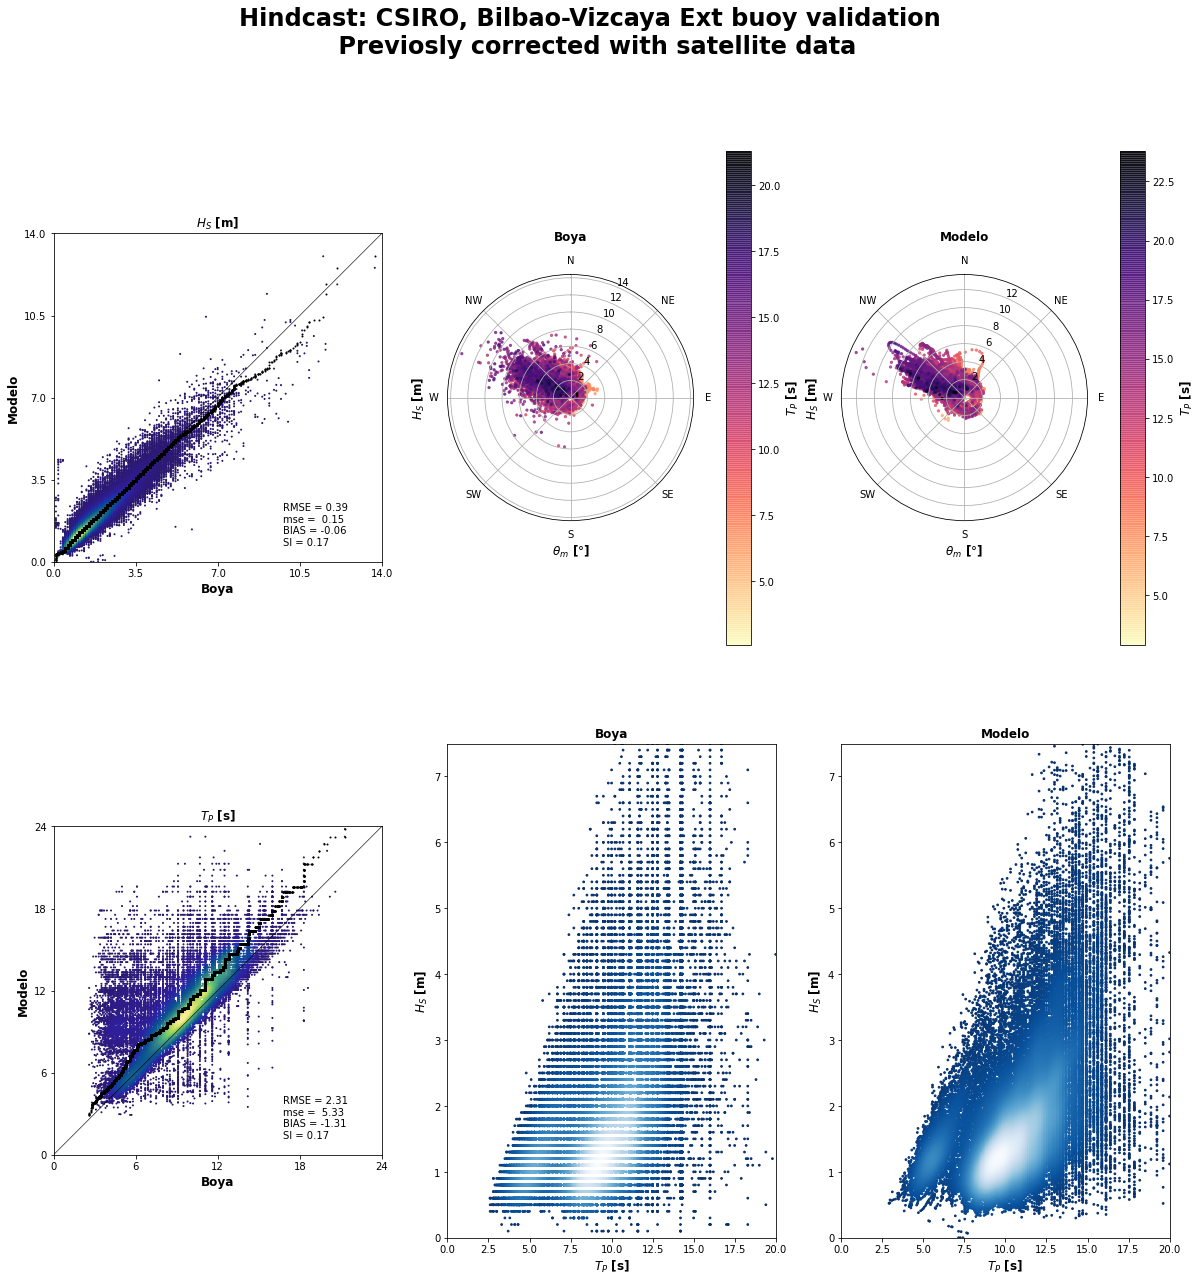 Hindcast: CSIRO, Bilbao-Vizcaya Ext buoy validation
Previosly corrected with satellite data
H_S [m]
14.0
10.5
7.0
3.5
0.0
Modelo
RMSE = 0.39
mse = 0.15
BIAS = -0.06
SI = 0.17
0.0 3.5 7.0 10.5 14.0
Boya
Boya
N
NE
E
SE
S
SW
W
NW
14
12
10
8
6
4
2
H_S [m]
θ_m [°]
20.0
17.5
15.0
12.5
10.0
7.5
5.0
T_P [s]
Modelo
N
NE
E
SE
S
SW
W
NW
12
10
8
6
4
2
H_S [m]
θ_m [°]
22.5
20.0
17.5
15.0
12.5
10.0
7.5
5.0
T_P [s]
T_P [s]
24
18
12
6
0
Modelo
RMSE = 2.31
mse = 5.33
BIAS = -1.31
SI = 0.17
0 6 12 18 24
Boya
Boya
7
6
5
4
3
2
1
0
H_S [m]
0.0 2.5 5.0 7.5 10.0 12.5 15.0 17.5 20.0
T_P [s]
Modelo
7
6
5
4
3
2
1
0
H_S [m]
0.0 2.5 5.0 7.5 10.0 12.5 15.0 17.5 20.0
T_P [s]